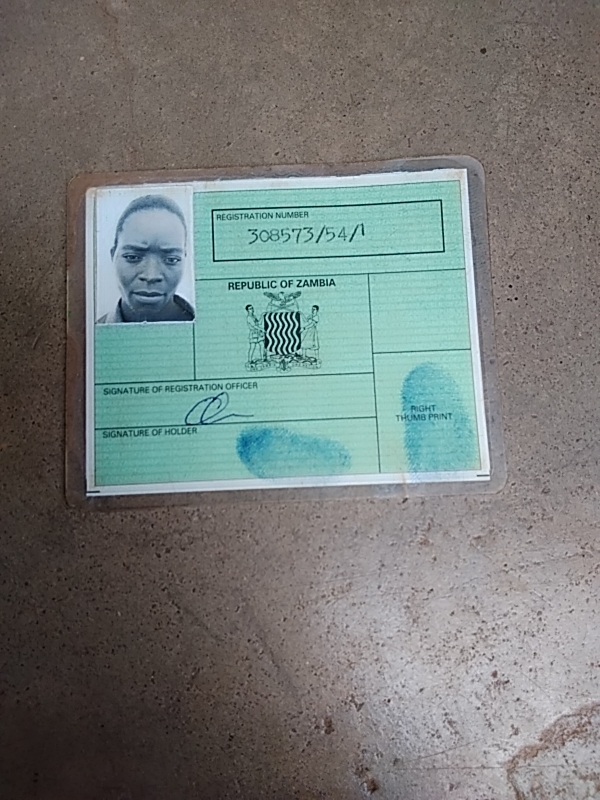 REGISTRATION NUMBER
308573/54/1
REPUBLIC OF ZAMBIA
SIGNATURE OF REGISTRATION OFFICER
SIGNATURE OF HOLDER
RIGHT
THUMB PRINT